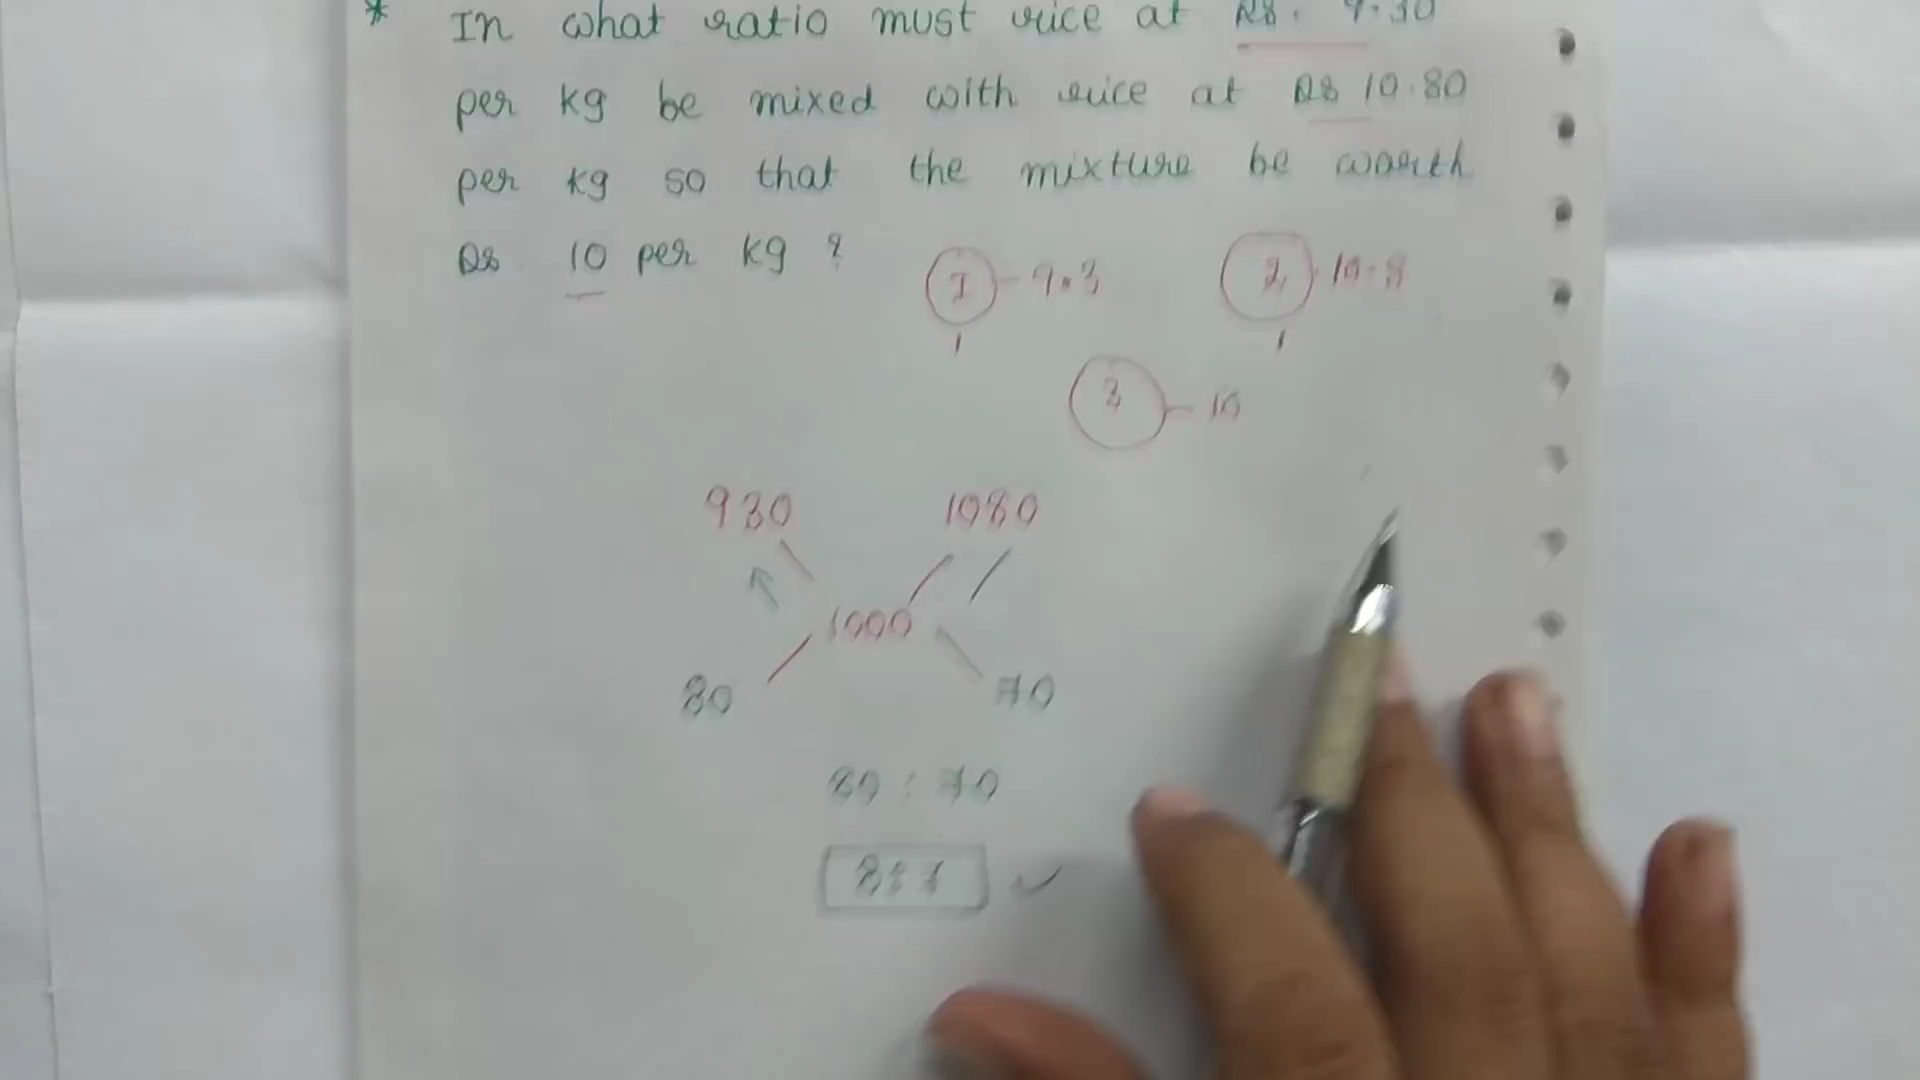 * In what ratio must rice at Rs. 9.30
per kg be mixed with rice at Rs 10.80
per kg so that the mixture be worth
Rs 10 per kg ?
1 - 9.3
2 10.8
3 - 10
930 1080
1000
80 70
80 : 70
8:7